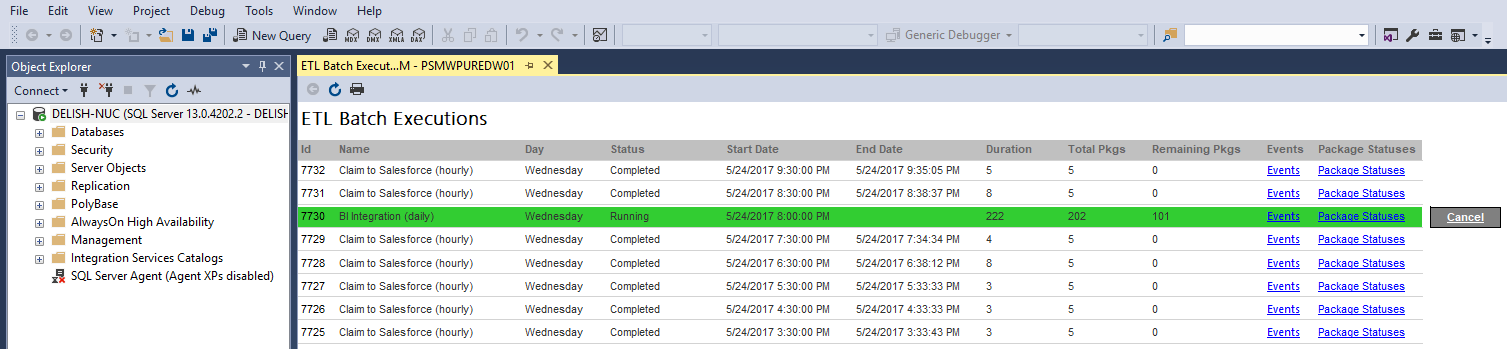 File Edit View Project Debug Tools Window Help
New Query MDX DMX XMLA DAX Generic Debugger
Object Explorer
Connect
DELISH-NUC (SQL Server 13.0.4202.2 - DELISH
Databases
Security
Server Objects
Replication
PolyBase
AlwaysOn High Availability
Management
Integration Services Catalogs
SQL Server Agent (Agent XPs disabled)
ETL Batch Execut...M - PSMWPUREDW01
ETL Batch Executions
Id Name Day Status Start Date End Date Duration Total Pkgs Remaining Pkgs Events Package Statuses
7732 Claim to Salesforce (hourly) Wednesday Completed 5/24/2017 9:30:00 PM 5/24/2017 9:35:05 PM 5 5 0 Events Package Statuses
7731 Claim to Salesforce (hourly) Wednesday Completed 5/24/2017 8:30:00 PM 5/24/2017 8:38:37 PM 8 5 0 Events Package Statuses
7730 BI Integration (daily) Wednesday Running 5/24/2017 8:00:00 PM 222 202 101 Events Package Statuses Cancel
7729 Claim to Salesforce (hourly) Wednesday Completed 5/24/2017 7:30:00 PM 5/24/2017 7:34:34 PM 4 5 0 Events Package Statuses
7728 Claim to Salesforce (hourly) Wednesday Completed 5/24/2017 6:30:00 PM 5/24/2017 6:38:12 PM 8 5 0 Events Package Statuses
7727 Claim to Salesforce (hourly) Wednesday Completed 5/24/2017 5:30:00 PM 5/24/2017 5:33:33 PM 3 5 0 Events Package Statuses
7726 Claim to Salesforce (hourly) Wednesday Completed 5/24/2017 4:30:00 PM 5/24/2017 4:33:33 PM 3 5 0 Events Package Statuses
7725 Claim to Salesforce (hourly) Wednesday Completed 5/24/2017 3:30:00 PM 5/24/2017 3:33:43 PM 3 5 0 Events Package Statuses